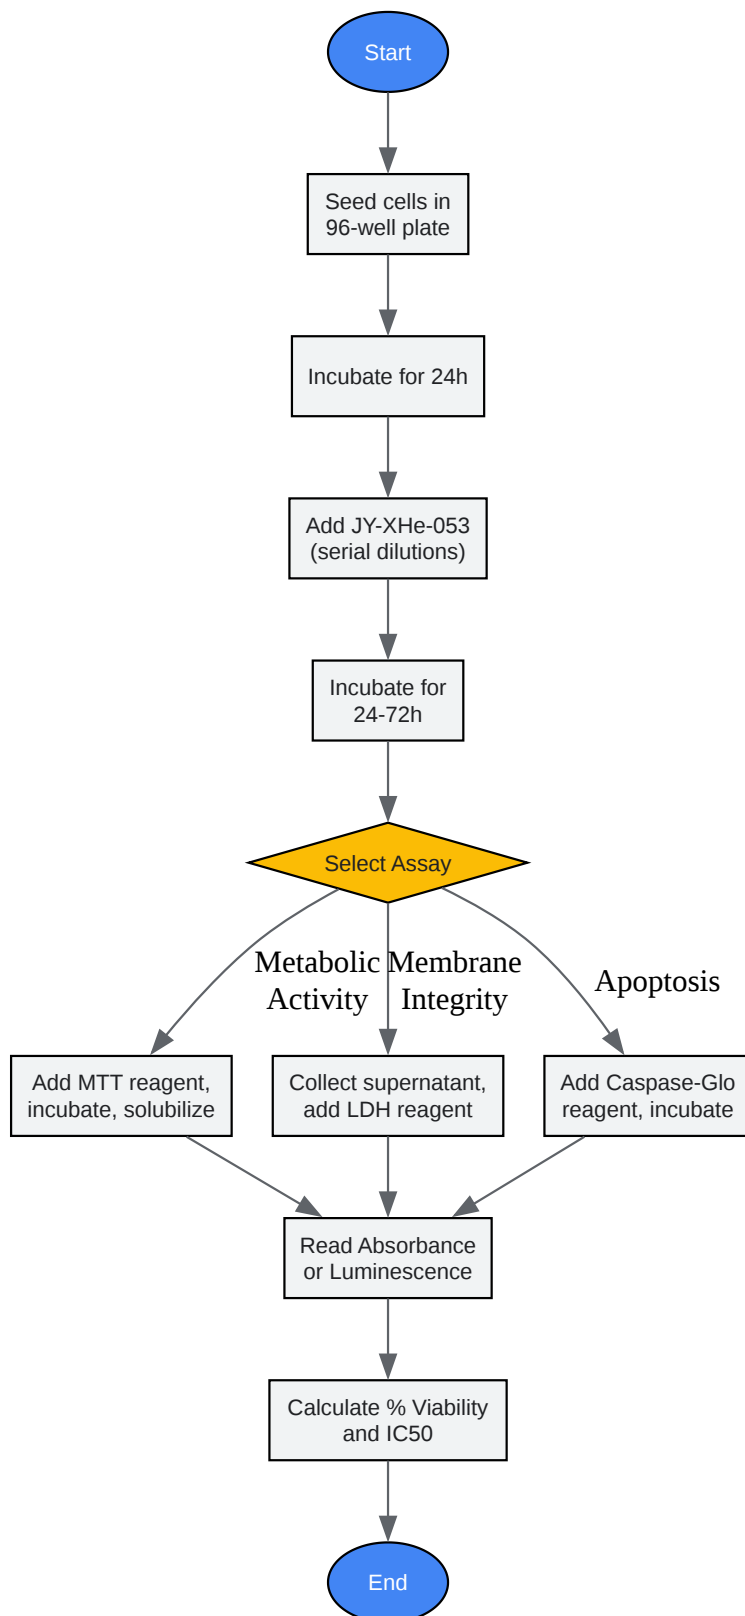 Start
Seed cells in
96-well plate
Incubate for 24h
Add JY-XHe-053
(serial dilutions)
Incubate for
24-72h
Select Assay
Metabolic
Activity
Membrane
Integrity
Apoptosis
Add MTT reagent,
incubate, solubilize
Collect supernatant,
add LDH reagent
Add Caspase-Glo
reagent, incubate
Read Absorbance
or Luminescence
Calculate % Viability
and IC50
End